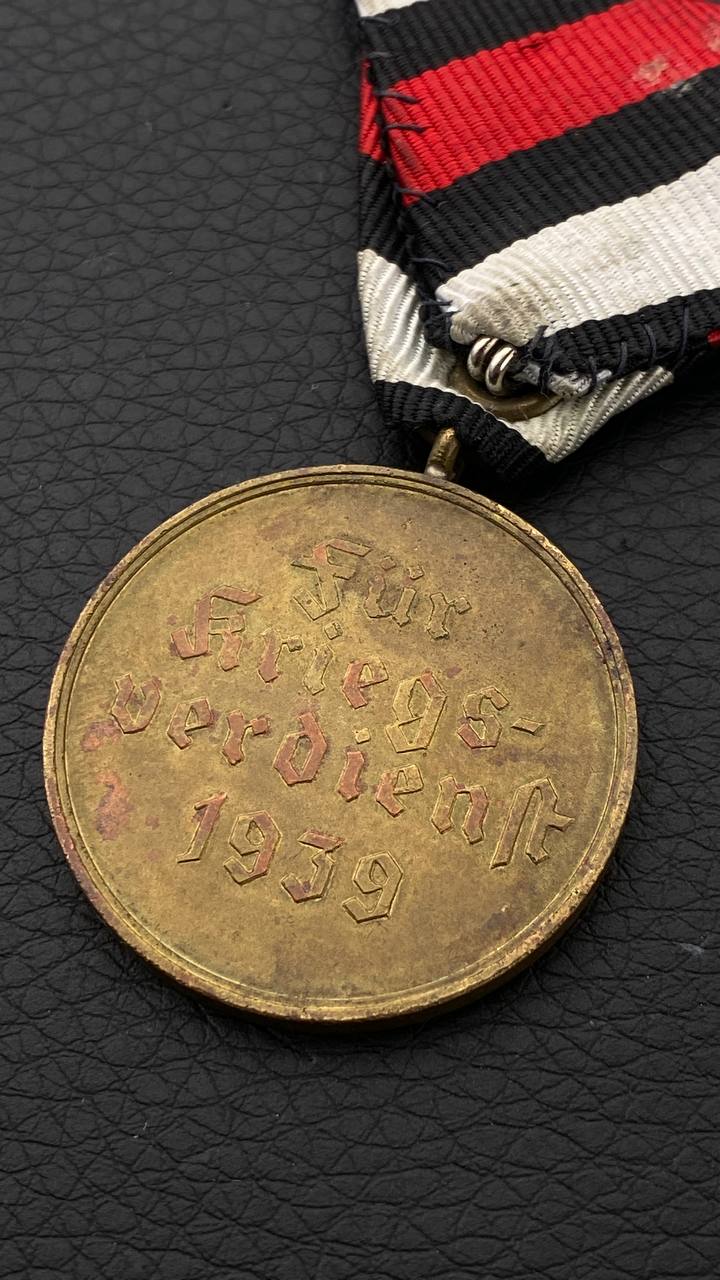 Für
Kriegs-
verdienst
1939